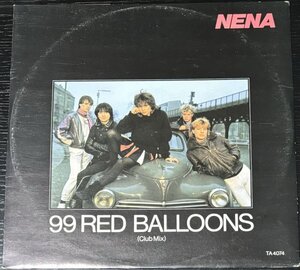 NENA
99 RED BALLOONS
(Club Mix)
TA 4074